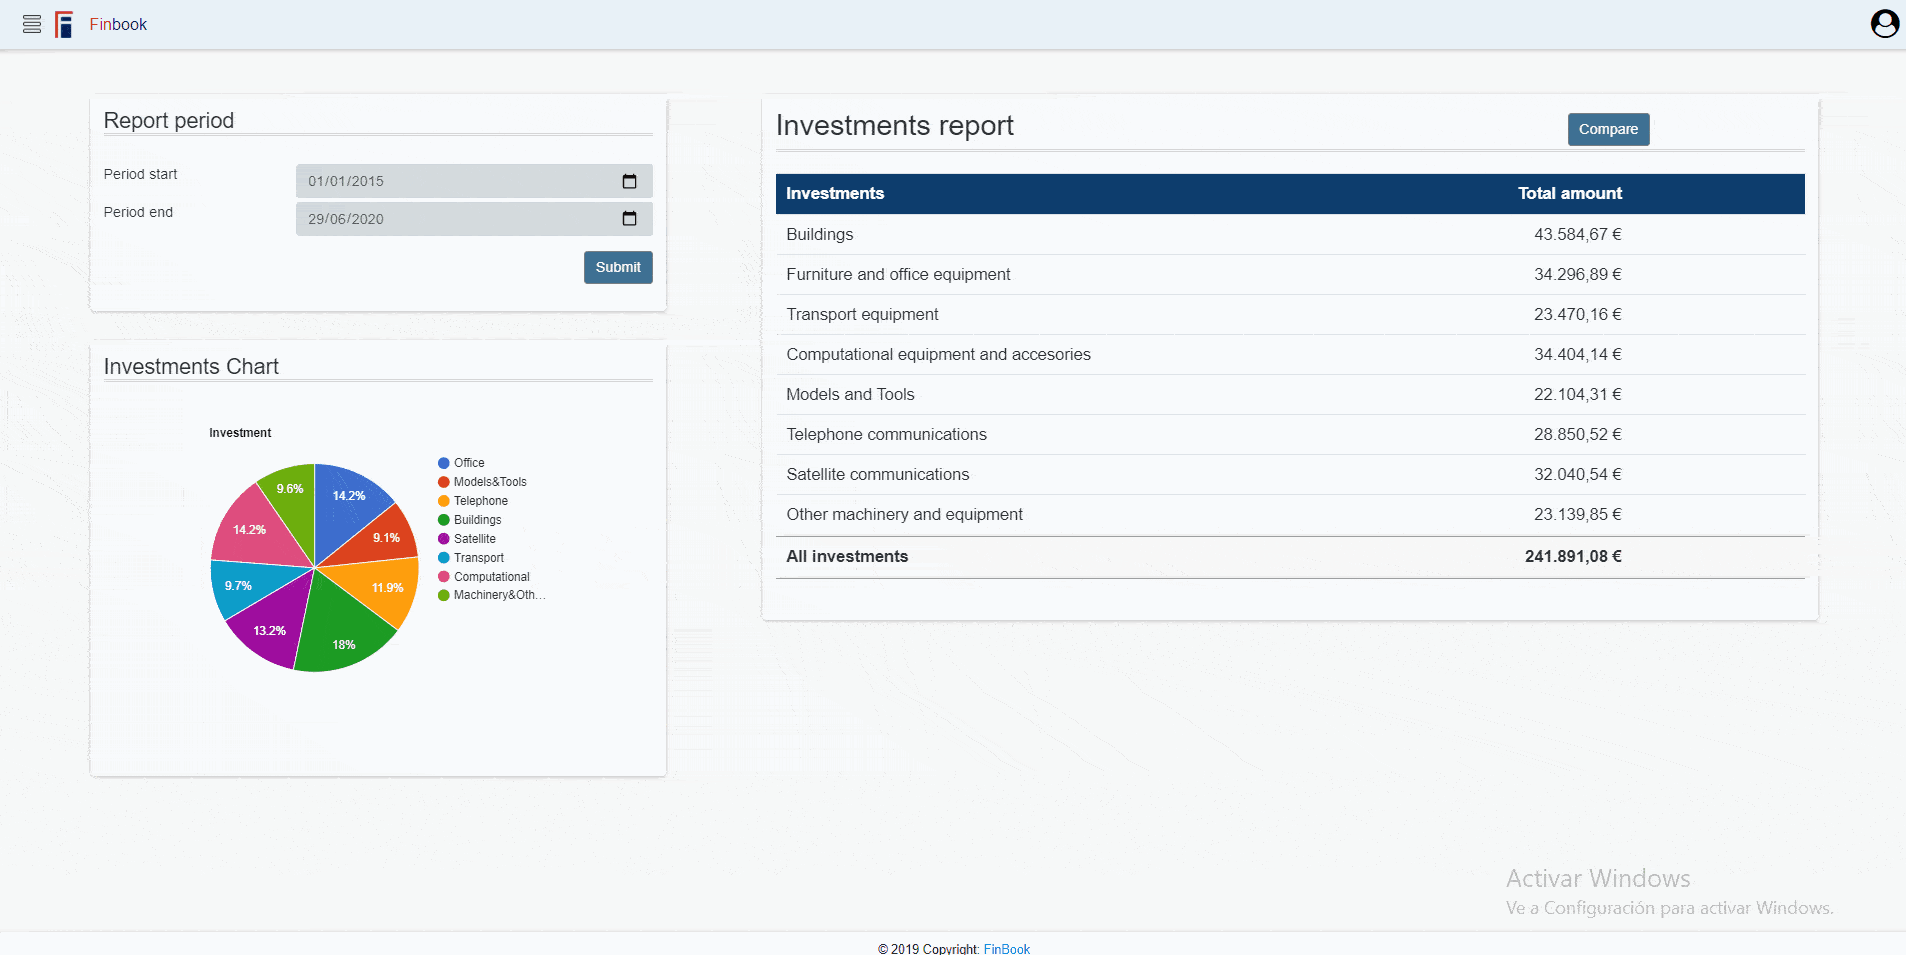 Finbook
Report period
Period start
01/01/2015
Period end
29/06/2020
Submit
Investments Chart
Investment
14.2%
9.1%
11.9%
18%
13.2%
9.7%
14.2%
9.6%
Office
Models&Tools
Telephone
Buildings
Satellite
Transport
Computational
Machinery&Oth...
Investments report
Compare
Investments Total amount
Buildings 43.584,67 €
Furniture and office equipment 34.296,89 €
Transport equipment 23.470,16 €
Computational equipment and accesories 34.404,14 €
Models and Tools 22.104,31 €
Telephone communications 28.850,52 €
Satellite communications 32.040,54 €
Other machinery and equipment 23.139,85 €
All investments 241.891,08 €
Activar Windows
Ve a Configuración para activar Windows.
© 2019 Copyright: FinBook